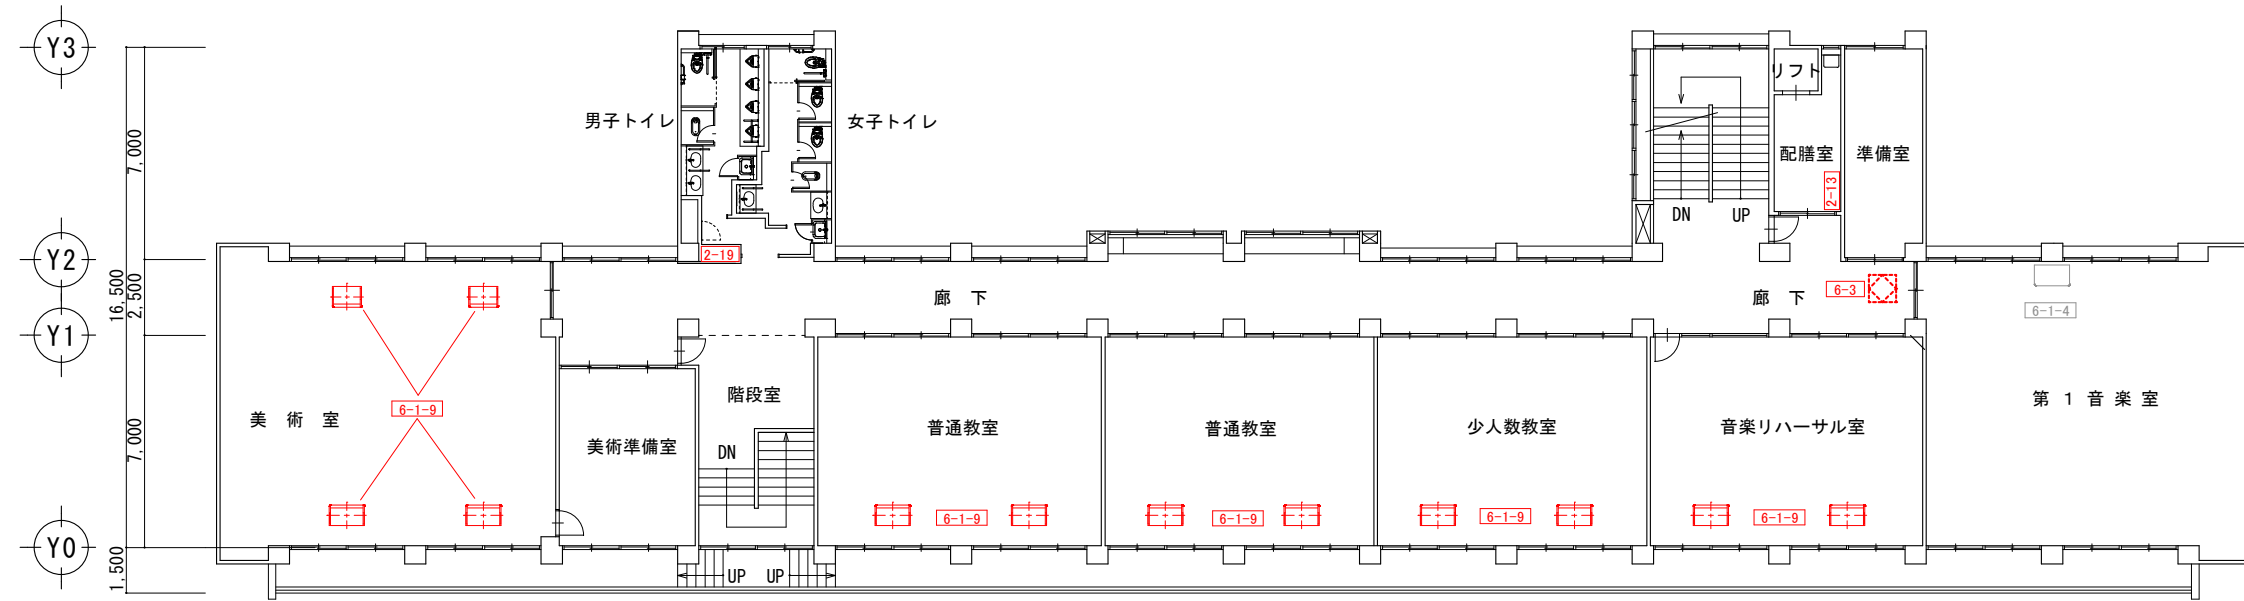 Y3
リフト
男子トイレ
女子トイレ
7,000
配膳室
準備室
2-13
DN
UP
Y2
2-19
16,500
2,500
廊 下
廊 下
6-3
6-1-4
Y1
階段室
美 術 室
6-1-9
第 1 音 楽 室
7,000
美術準備室
普通教室
普通教室
少人数教室
音楽リハーサル室
DN
6-1-9
6-1-9
6-1-9
6-1-9
Y0
1,500
UP
UP